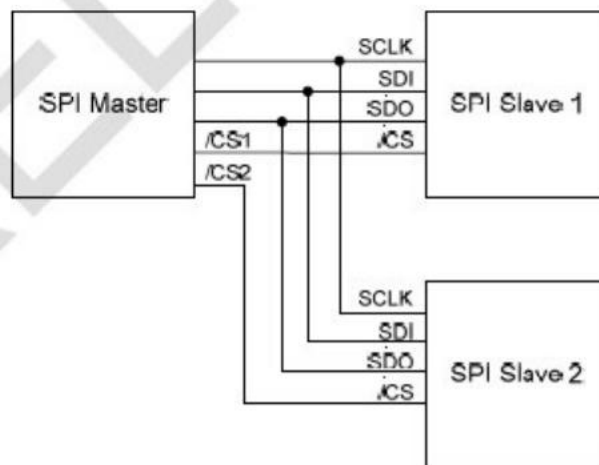 SCLK
SDI
SPI Master
SDO
SPI Slave 1
/CS1
/CS
/CS2
SCLK
SDI
SDO
SPI Slave 2
/CS